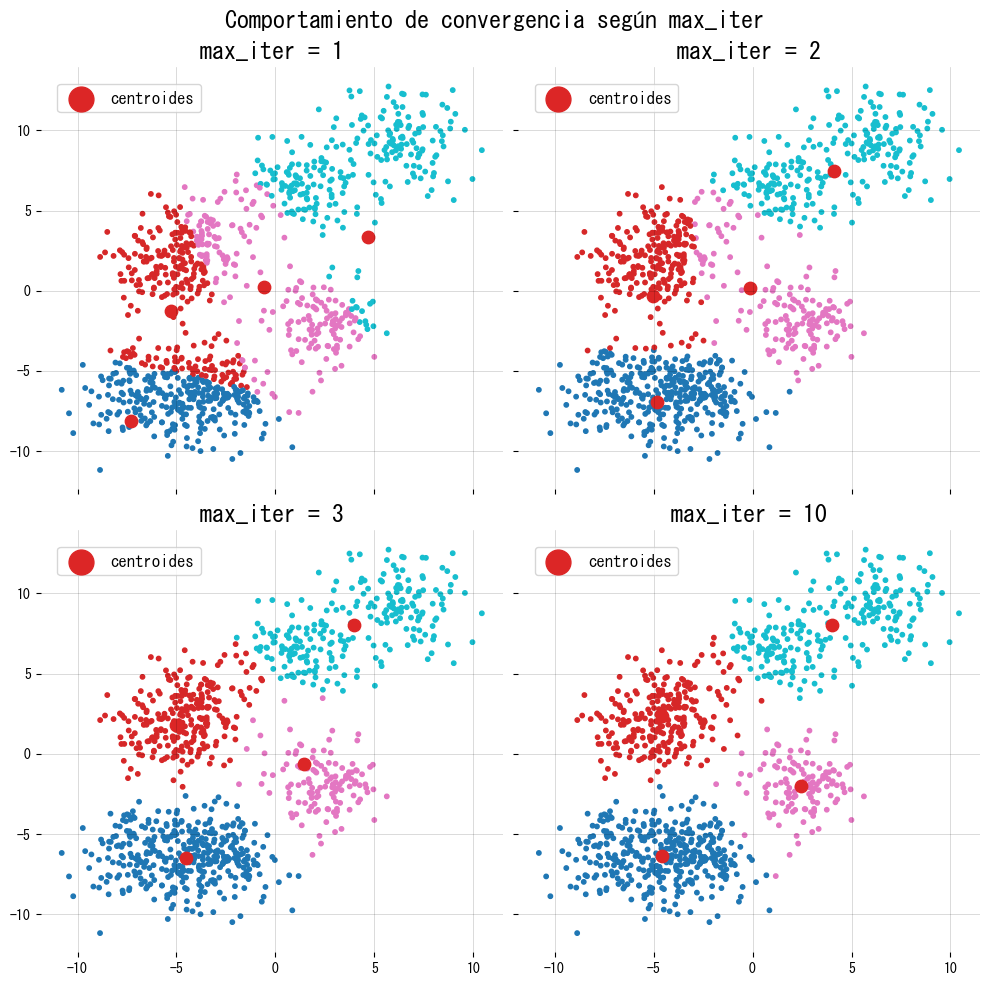 Comportamiento de convergencia según max_iter
max_iter = 1
max_iter = 2
centroides
centroides
10
5
0
−5
−10
max_iter = 3
max_iter = 10
centroides
centroides
10
5
0
−5
−10
−10 −5 0 5 10
−10 −5 0 5 10